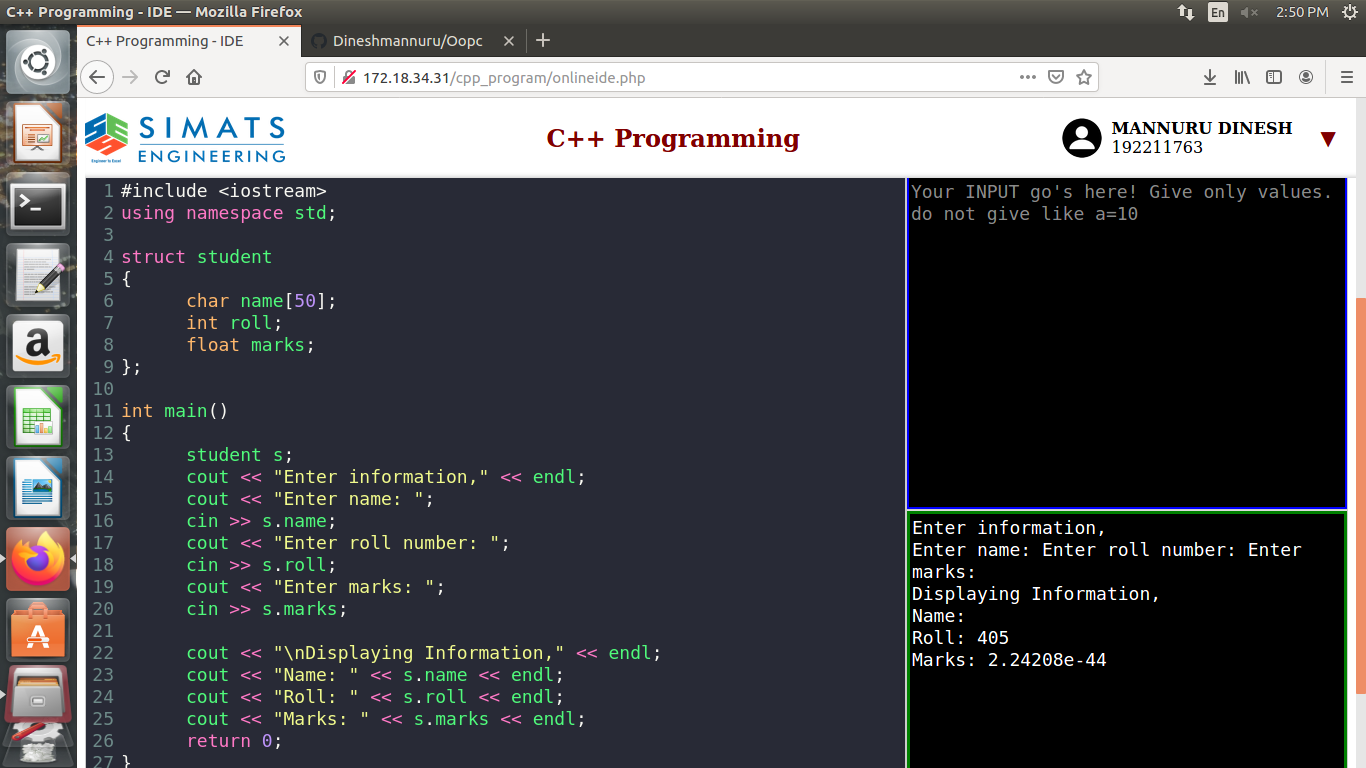 C++ Programming - IDE — Mozilla Firefox
En
2:50 PM
C++ Programming - IDE
Dineshmannuru/Oopc
172.18.34.31/cpp_program/onlineide.php
SIMATS
ENGINEERING
Engineer to Excel
C++ Programming
MANNURU DINESH
192211763
1 #include <iostream>
2 using namespace std;
3
4 struct student
5 {
6 char name[50];
7 int roll;
8 float marks;
9 };
10
11 int main()
12 {
13 student s;
14 cout << "Enter information," << endl;
15 cout << "Enter name: ";
16 cin >> s.name;
17 cout << "Enter roll number: ";
18 cin >> s.roll;
19 cout << "Enter marks: ";
20 cin >> s.marks;
21
22 cout << "\nDisplaying Information," << endl;
23 cout << "Name: " << s.name << endl;
24 cout << "Roll: " << s.roll << endl;
25 cout << "Marks: " << s.marks << endl;
26 return 0;
27 }
Your INPUT go's here! Give only values.
do not give like a=10
Enter information,
Enter name: Enter roll number: Enter
marks:
Displaying Information,
Name:
Roll: 405
Marks: 2.24208e-44